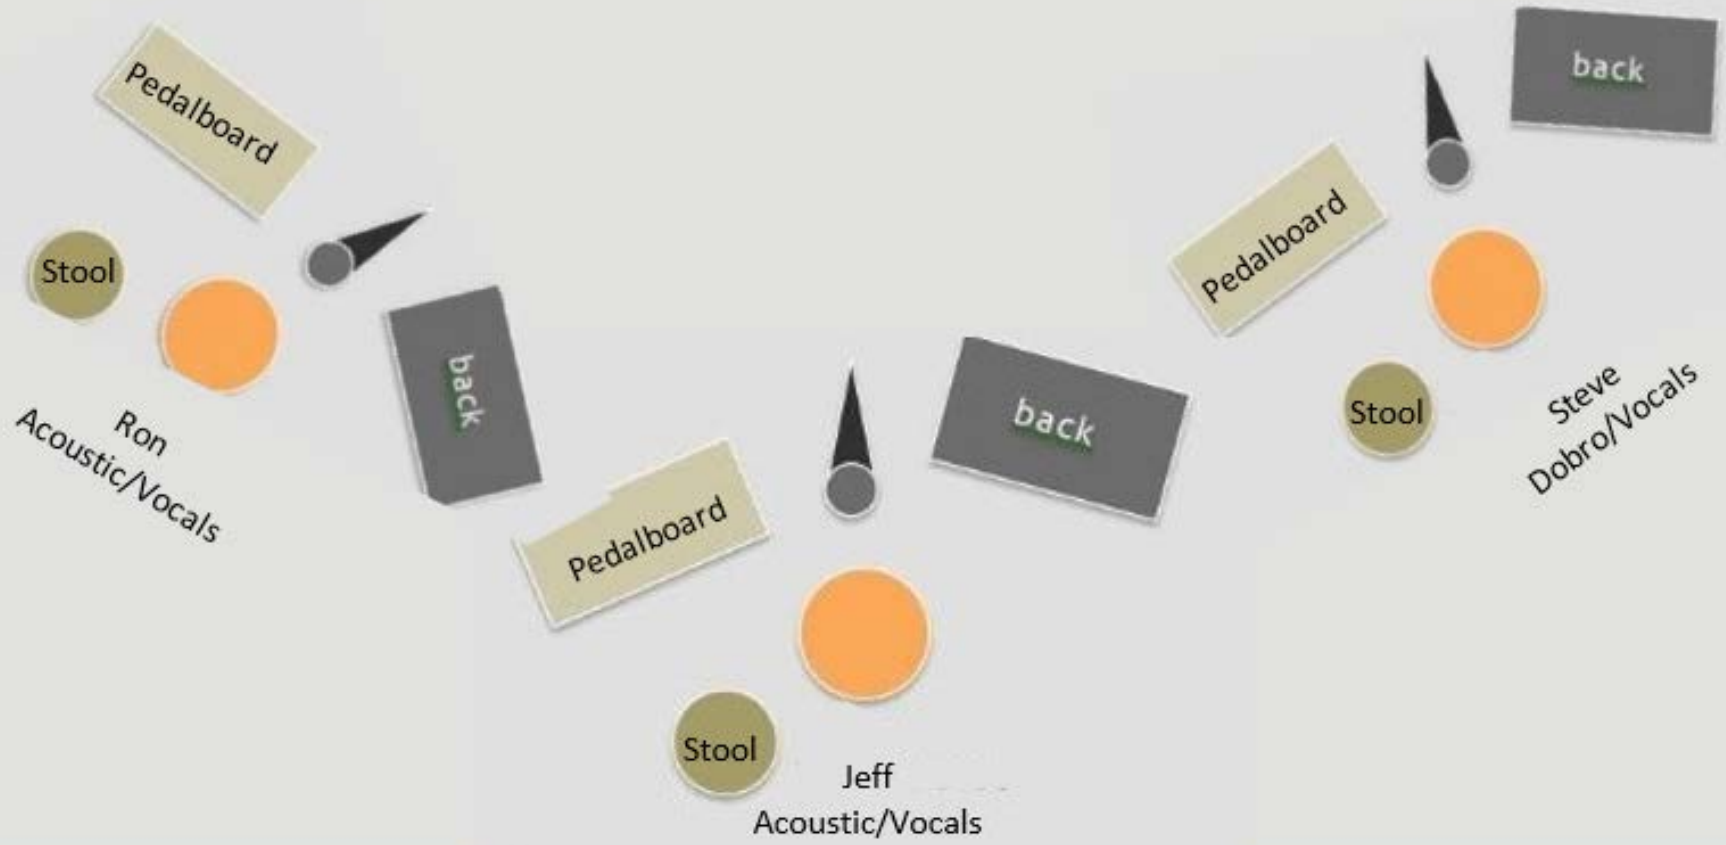 Pedalboard
Stool
Ron
Acoustic/Vocals
back
Pedalboard
back
Stool
Jeff
Acoustic/Vocals
Pedalboard
back
Stool
Steve
Dobro/Vocals